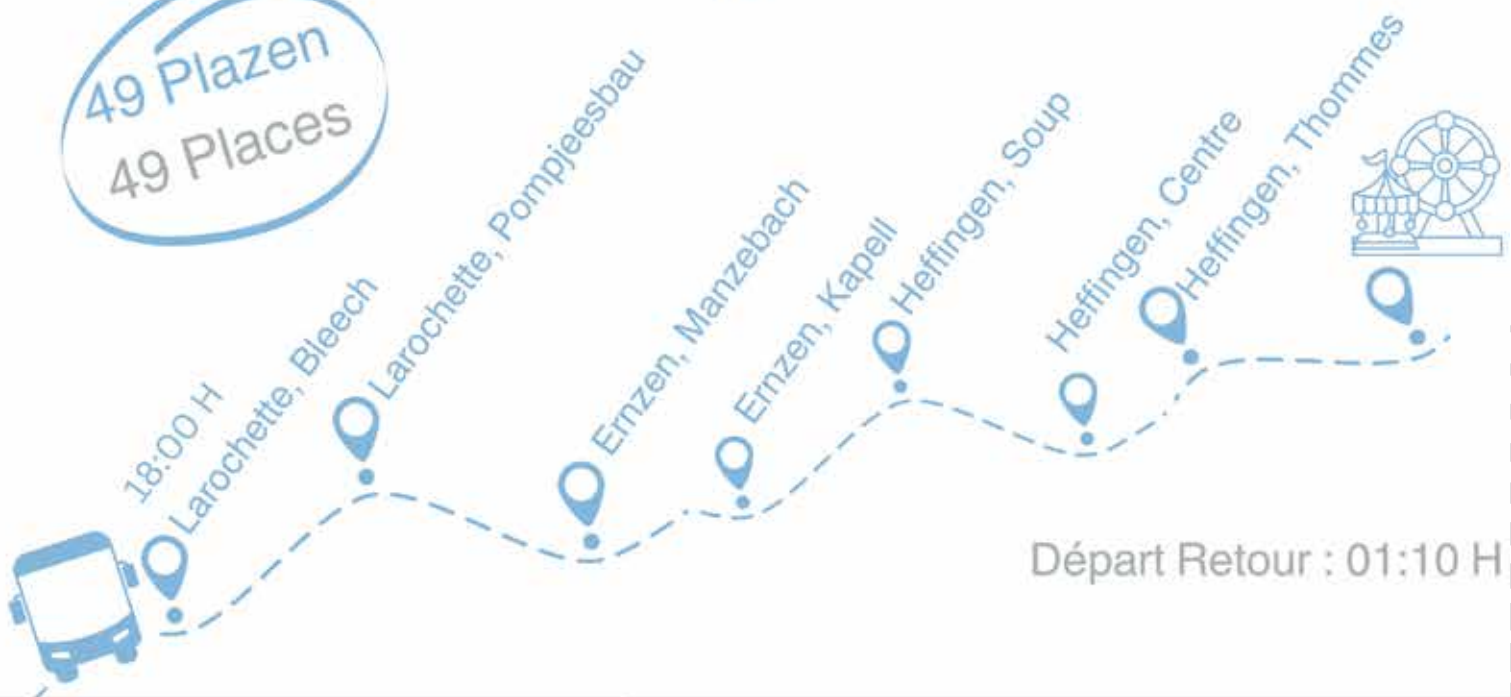 49 Plazen
49 Places
18:00 H
Larochette, Bleech
Larochette, Pompjeesbau
Ernzen, Manzebach
Ernzen, Kapell
Heffingen, Soup
Heffingen, Centre
Heffingen, Thommes
Départ Retour : 01:10 H